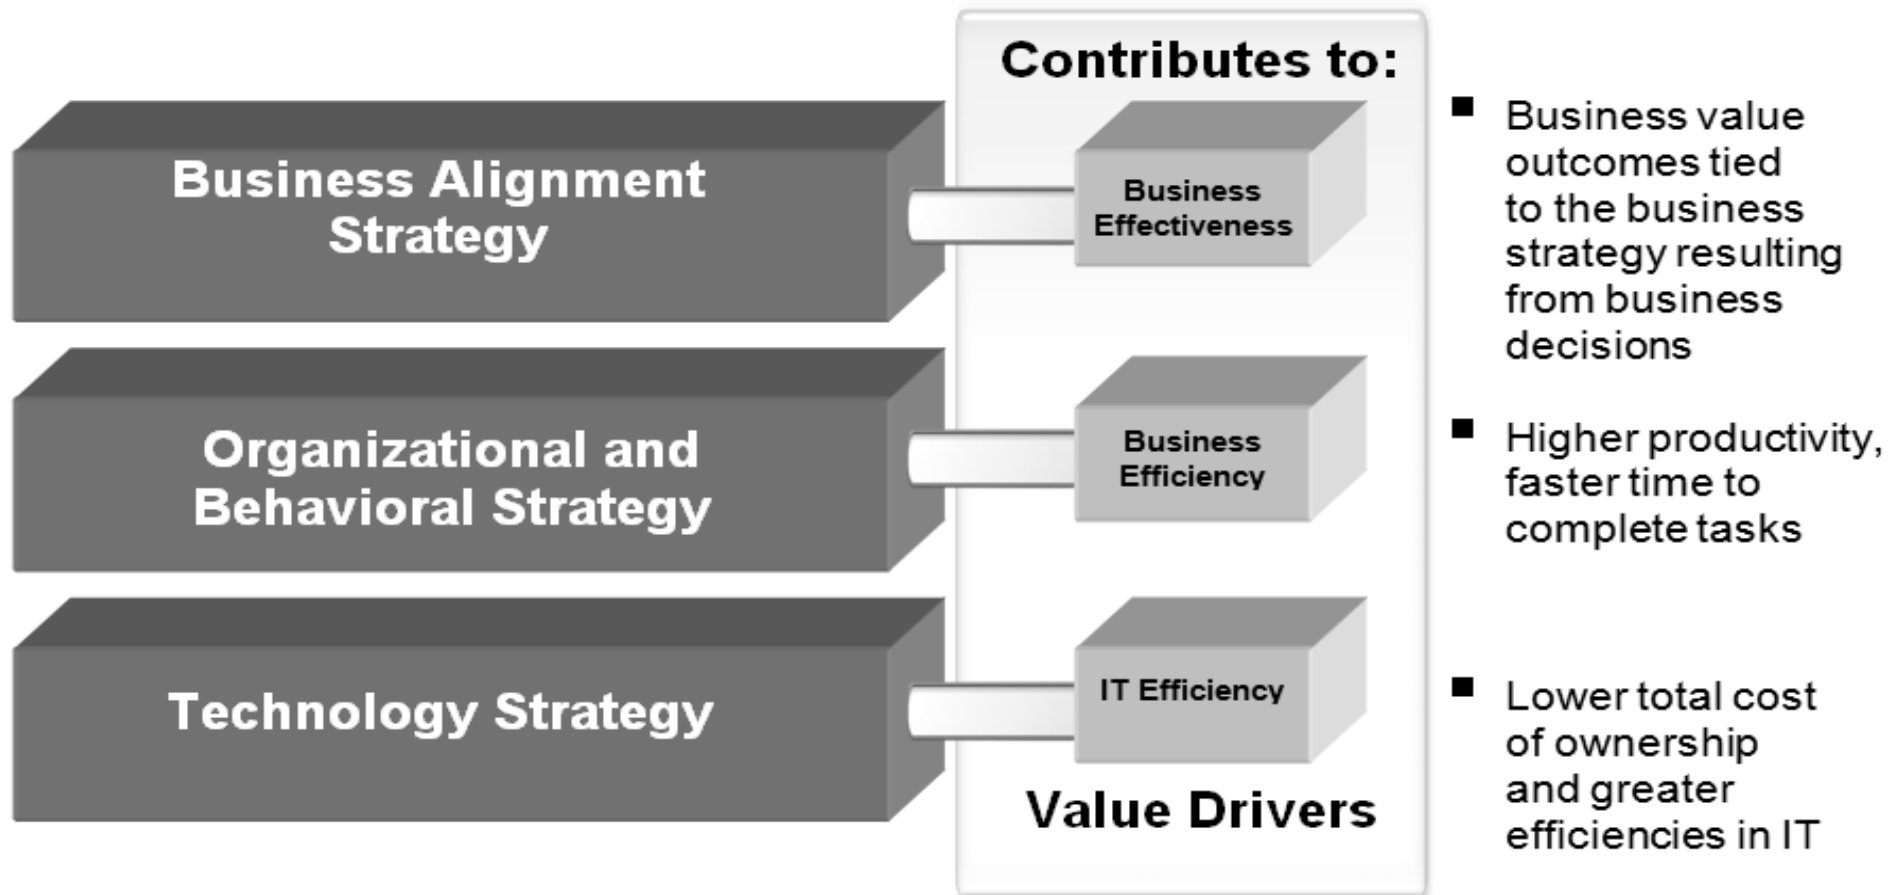 Contributes to:
Business Alignment
Strategy
Business
Effectiveness
■ Business value
outcomes tied
to the business
strategy resulting
from business
decisions
Organizational and
Behavioral Strategy
Business
Efficiency
■ Higher productivity,
faster time to
complete tasks
Technology Strategy
IT Efficiency
■ Lower total cost
of ownership
and greater
efficiencies in IT
Value Drivers